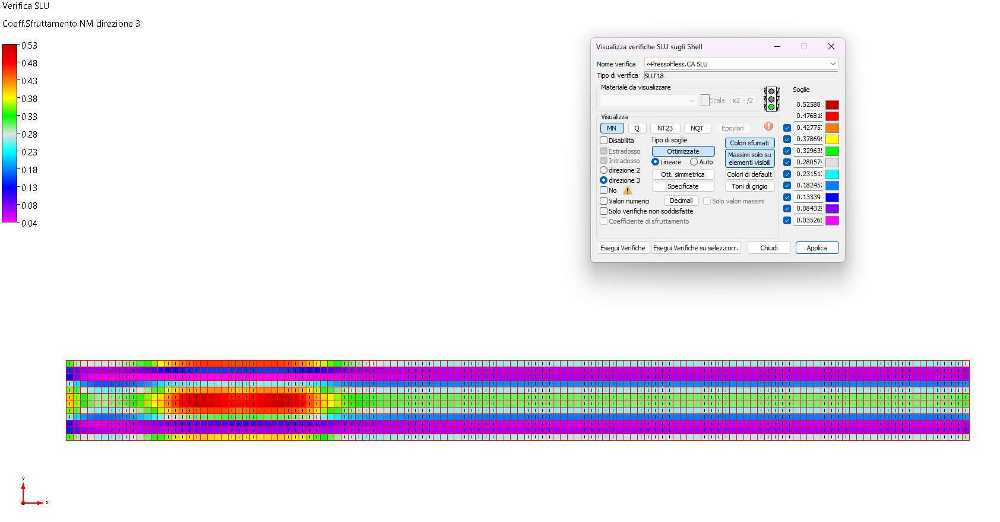 Verifica SLU
Coeff.Sfruttamento NM direzione 3
0.53
0.48
0.43
0.38
0.33
0.28
0.23
0.18
0.13
0.08
0.04
Visualizza verifiche SLU sugli Shell
Nome verifica ~PressoFless.CA SLU
Tipo di verifica SLU'18
Materiale da visualizzare
Scala x2 /2
Soglie
0.52588
0.476818
0.427757
0.378696
0.329635
0.280574
0.231513
0.182452
0.13339
0.084329
0.035268
Visualizza
MN Q NT23 NQT Epsylon
Disabilita
Tipo di soglie
Colori sfumati
Estradosso
Ottimizzate
Massimi solo su elementi visibili
Intradosso
Lineare Auto
direzione 2
Ott. simmetrica
Colori di default
direzione 3
Specificate
Toni di grigio
No
Valori numerici
Decimali
Solo valori massimi
Solo verifiche non soddisfatte
Coefficiente di sfruttamento
Esegui Verifiche
Esegui Verifiche su selez.corr.
Chiudi
Applica
y
x